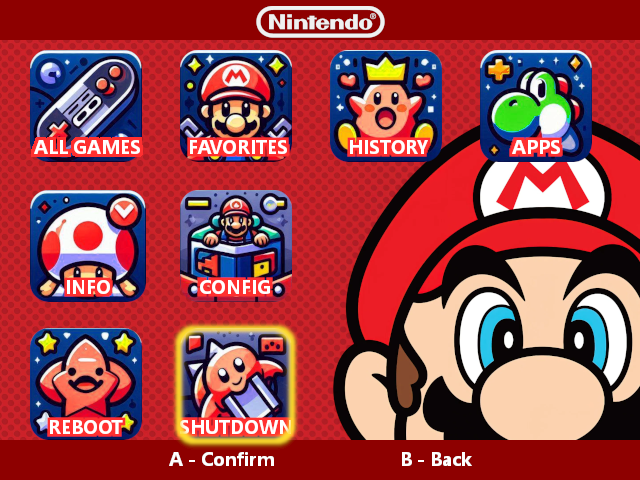 Nintendo®
ALL GAMES
FAVORITES
HISTORY
APPS
INFO
CONFIG
REBOOT
SHUTDOWN
A - Confirm
B - Back